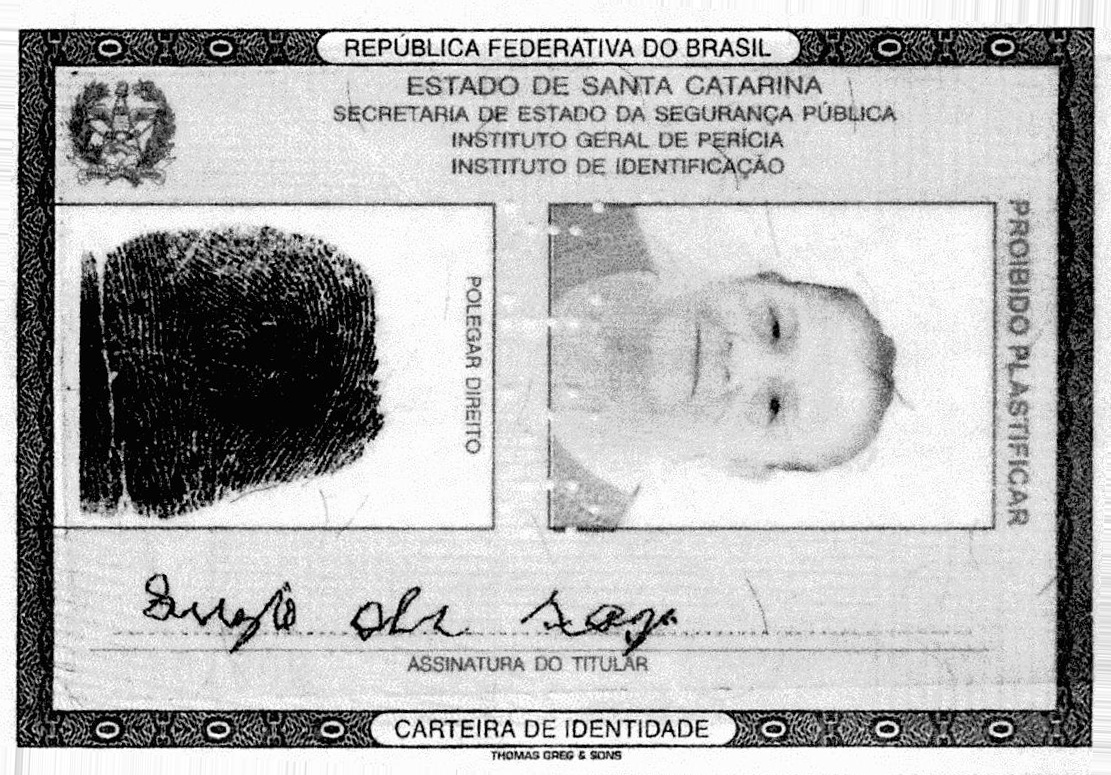 REPÚBLICA FEDERATIVA DO BRASIL
ESTADO DE SANTA CATARINA
SECRETARIA DE ESTADO DA SEGURANÇA PÚBLICA
INSTITUTO GERAL DE PERÍCIA
INSTITUTO DE IDENTIFICAÇÃO
POLEGAR DIREITO
PROIBIDO PLASTIFICAR
ASSINATURA DO TITULAR
CARTEIRA DE IDENTIDADE
THOMAS GREG & SONS